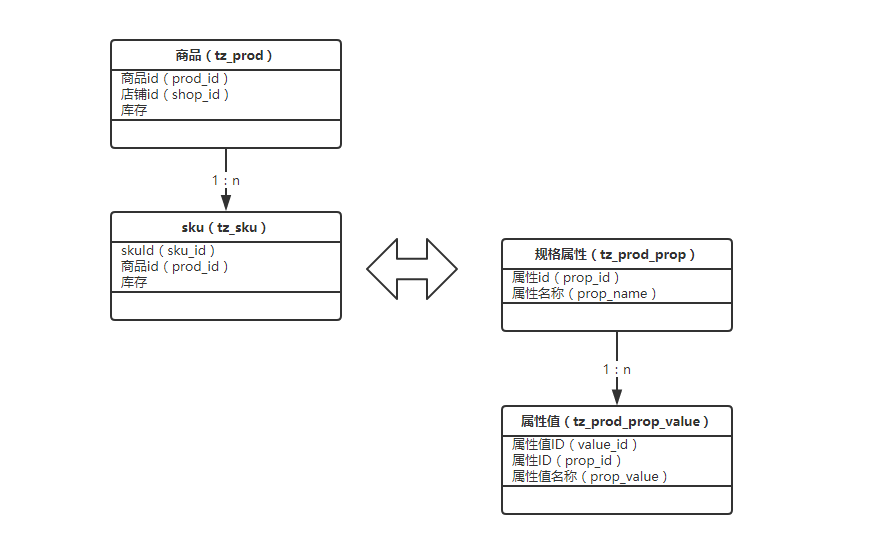 商品（tz_prod）
商品id（prod_id）
店铺id（shop_id）
库存
1：n
sku（tz_sku）
skuId（sku_id）
商品id（prod_id）
库存
规格属性（tz_prod_prop）
属性id（prop_id）
属性名称（prop_name）
1：n
属性值（tz_prod_prop_value）
属性值ID（value_id）
属性ID（prop_id）
属性值名称（prop_value）